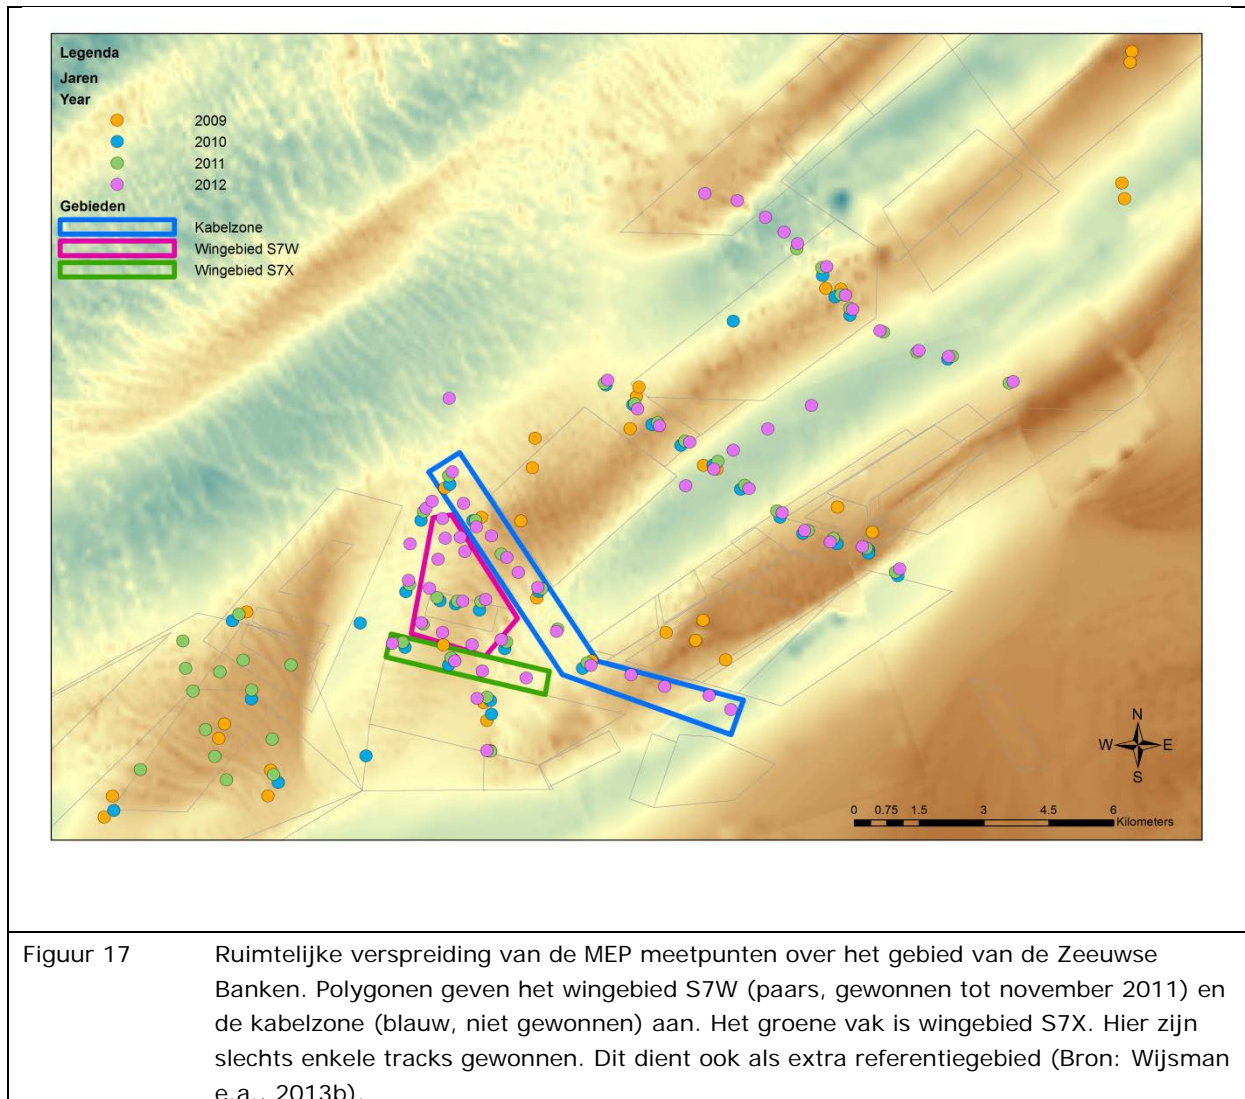 Legenda
Jaren
Year
2009
2010
2011
2012
Gebieden
Kabelzone
Wingebied S7W
Wingebied S7X
N
W E
S
0 0.75 1.5 3 4.5 6
Kilometers
Figuur 17 Ruimtelijke verspreiding van de MEP meetpunten over het gebied van de Zeeuwse
Banken. Polygonen geven het wingebied S7W (paars, gewonnen tot november 2011) en
de kabelzone (blauw, niet gewonnen) aan. Het groene vak is wingebied S7X. Hier zijn
slechts enkele tracks gewonnen. Dit dient ook als extra referentiegebied (Bron: Wijsman
e.a., 2013b).